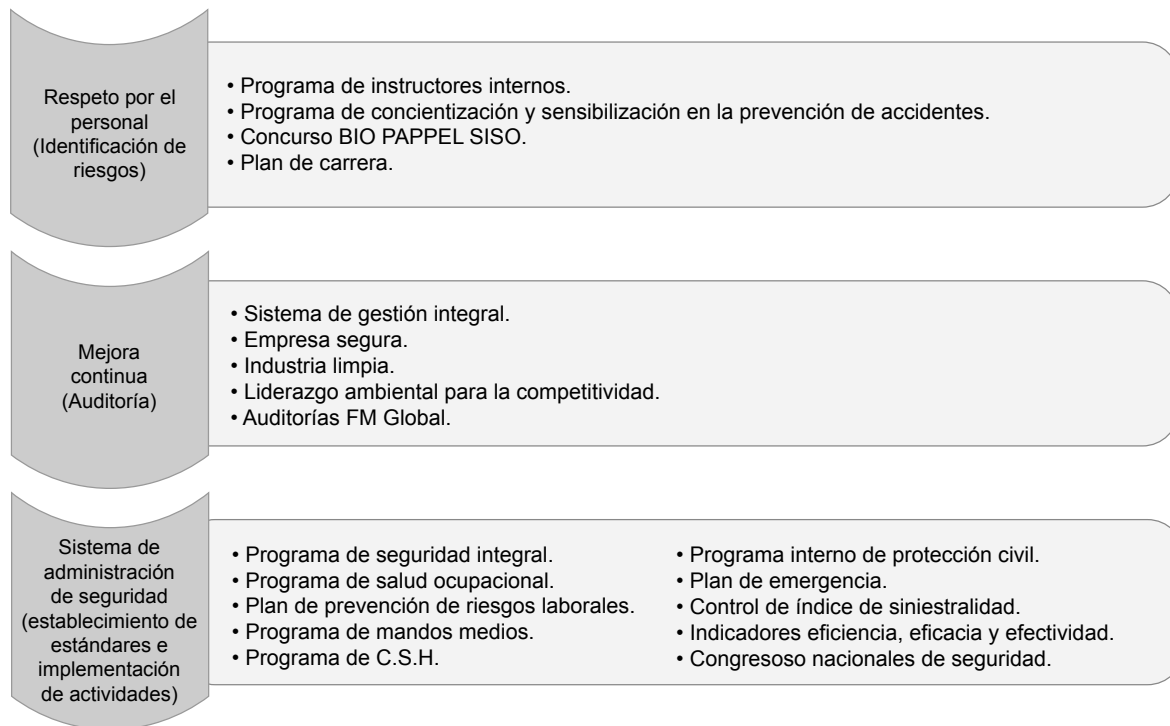 Respeto por el
personal
(Identificación de
riesgos)
• Programa de instructores internos.
• Programa de concientización y sensibilización en la prevención de accidentes.
• Concurso BIO PAPPEL SISO.
• Plan de carrera.
Mejora
continua
(Auditoría)
• Sistema de gestión integral.
• Empresa segura.
• Industria limpia.
• Liderazgo ambiental para la competitividad.
• Auditorías FM Global.
Sistema de
administración
de seguridad
(establecimiento de
estándares e
implementación
de actividades)
• Programa de seguridad integral.
• Programa de salud ocupacional.
• Plan de prevención de riesgos laborales.
• Programa de mandos medios.
• Programa de C.S.H.
• Programa interno de protección civil.
• Plan de emergencia.
• Control de índice de siniestralidad.
• Indicadores eficiencia, eficacia y efectividad.
• Congresoso nacionales de seguridad.